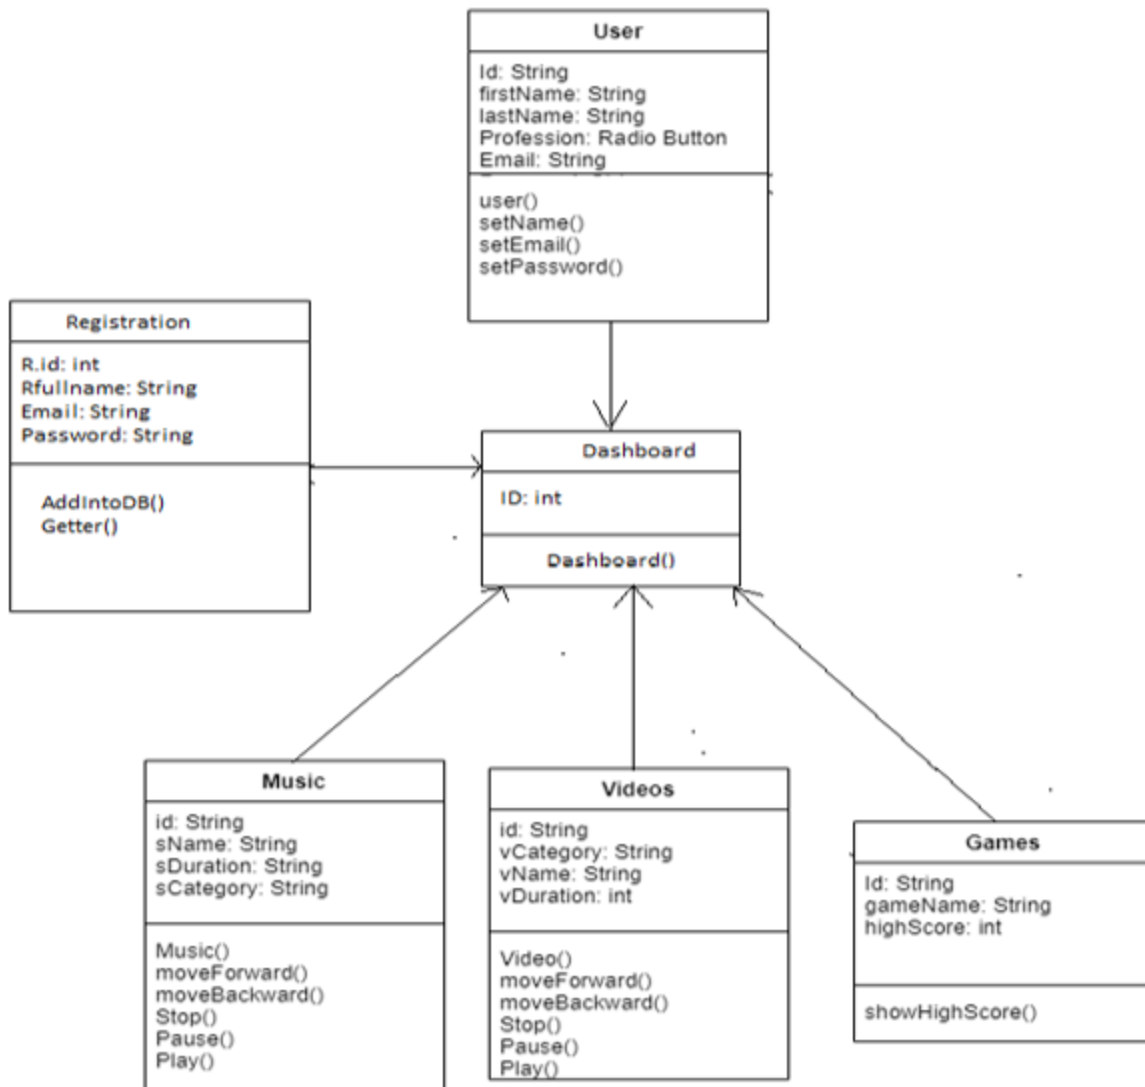 User
Id: String
firstName: String
lastName: String
Profession: Radio Button
Email: String
user()
setName()
setEmail()
setPassword()
Registration
R.id: int
Rfullname: String
Email: String
Password: String
AddIntoDB()
Getter()
Dashboard
ID: int
Dashboard()
Music
id: String
sName: String
sDuration: String
sCategory: String
Music()
moveForward()
moveBackward()
Stop()
Pause()
Play()
Videos
id: String
vCategory: String
vName: String
vDuration: int
Video()
moveForward()
moveBackward()
Stop()
Pause()
Play()
Games
Id: String
gameName: String
highScore: int
showHighScore()